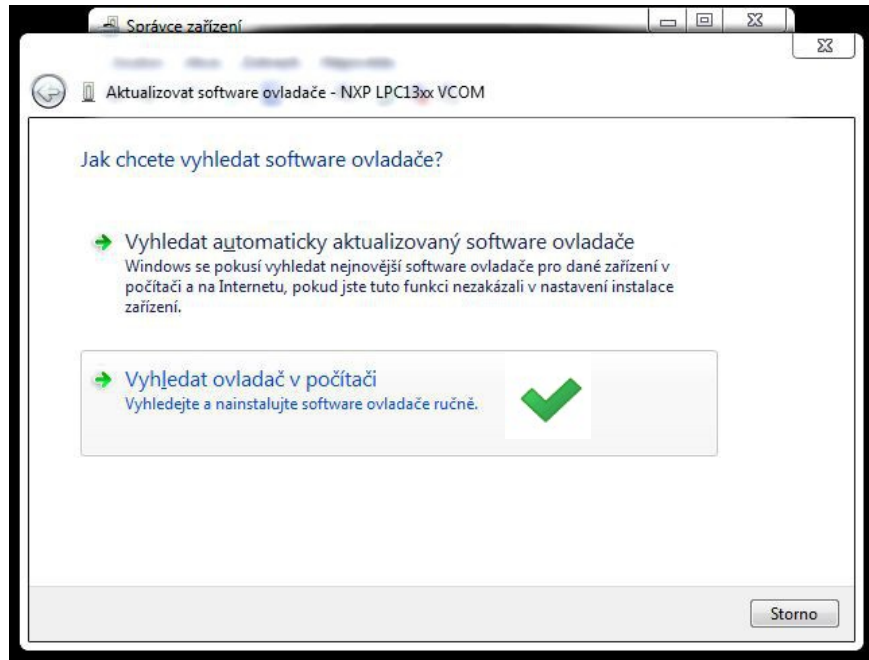 Správce zařízení
Aktualizovat software ovladače - NXP LPC13xx VCOM
Jak chcete vyhledat software ovladače?
Vyhledat automaticky aktualizovaný software ovladače
Windows se pokusí vyhledat nejnovější software ovladače pro dané zařízení v
počítači a na Internetu, pokud jste tuto funkci nezakázali v nastavení instalace
zařízení.
Vyhledat ovladač v počítači
Vyhledejte a nainstalujte software ovladače ručně.
Storno